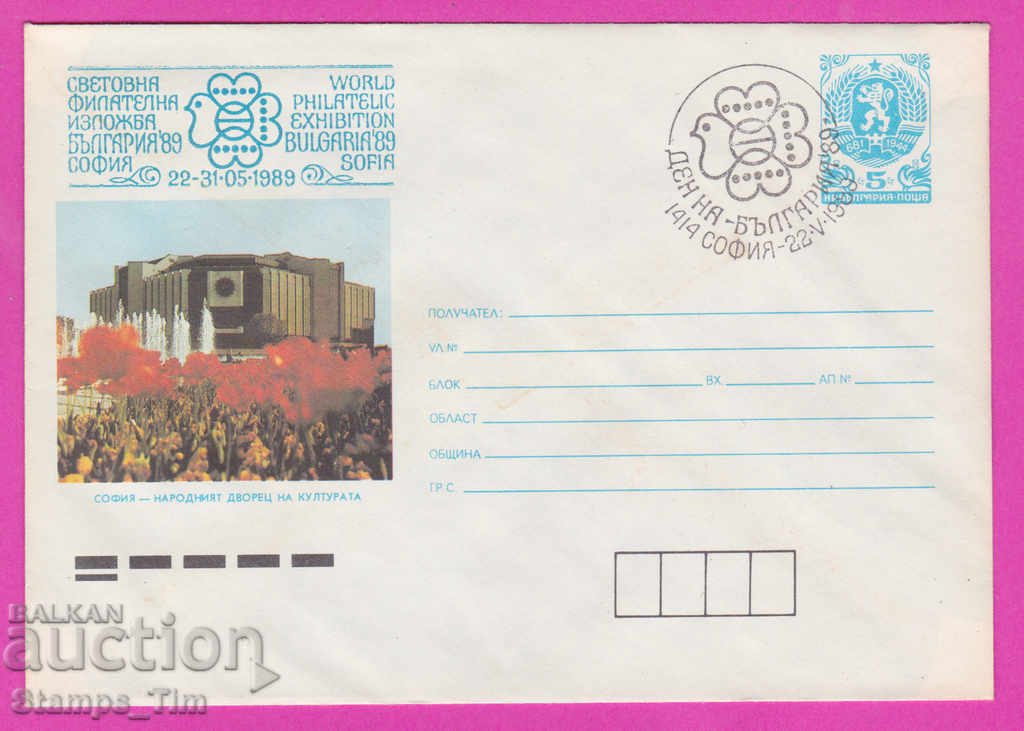 СВЕТОВНА
ФИЛАТЕЛНА
ИЗЛОЖБА
БЪЛГАРИЯ'89
СОФИЯ
WORLD
PHILATELIC
EXHIBITION
BULGARIA'89
SOFIA
22-31·05·1989
ДЕН НА -БЪЛГАРИЯ'89-
1414 СОФИЯ-22·V·1989
681 1944
5
НР БЪЛГАРИЯ·ПОЩА
ПОЛУЧАТЕЛ:
УЛ.№
БЛОК ВХ. АП №
ОБЛАСТ
ОБЩИНА
ГР.С.
СОФИЯ — НАРОДНИЯТ ДВОРЕЦ НА КУЛТУРАТА
BALKAN
auction
Stamps_Tim